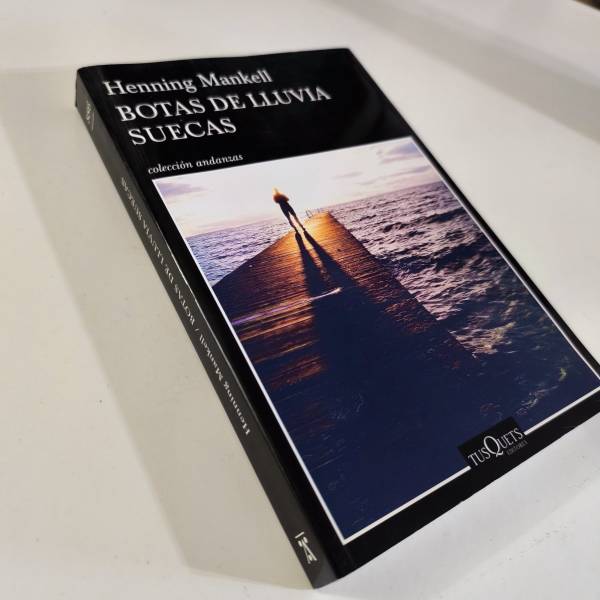 Henning Mankell
BOTAS DE LLUVIA
SUECAS
colección andanzas
TUSQUETS
EDITORES
Henning Mankell / BOTAS DE LLUVIA SUECAS